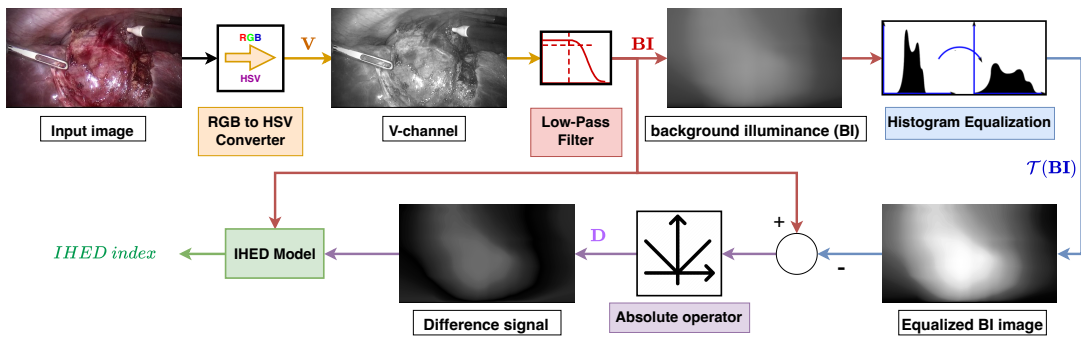 RGB
HSV
V
BI
Input image
RGB to HSV
Converter
V-channel
Low-Pass
Filter
background illuminance (BI)
Histogram Equalization
𝒯(BI)
IHED index
IHED Model
D
+
-
Difference signal
Absolute operator
Equalized BI image